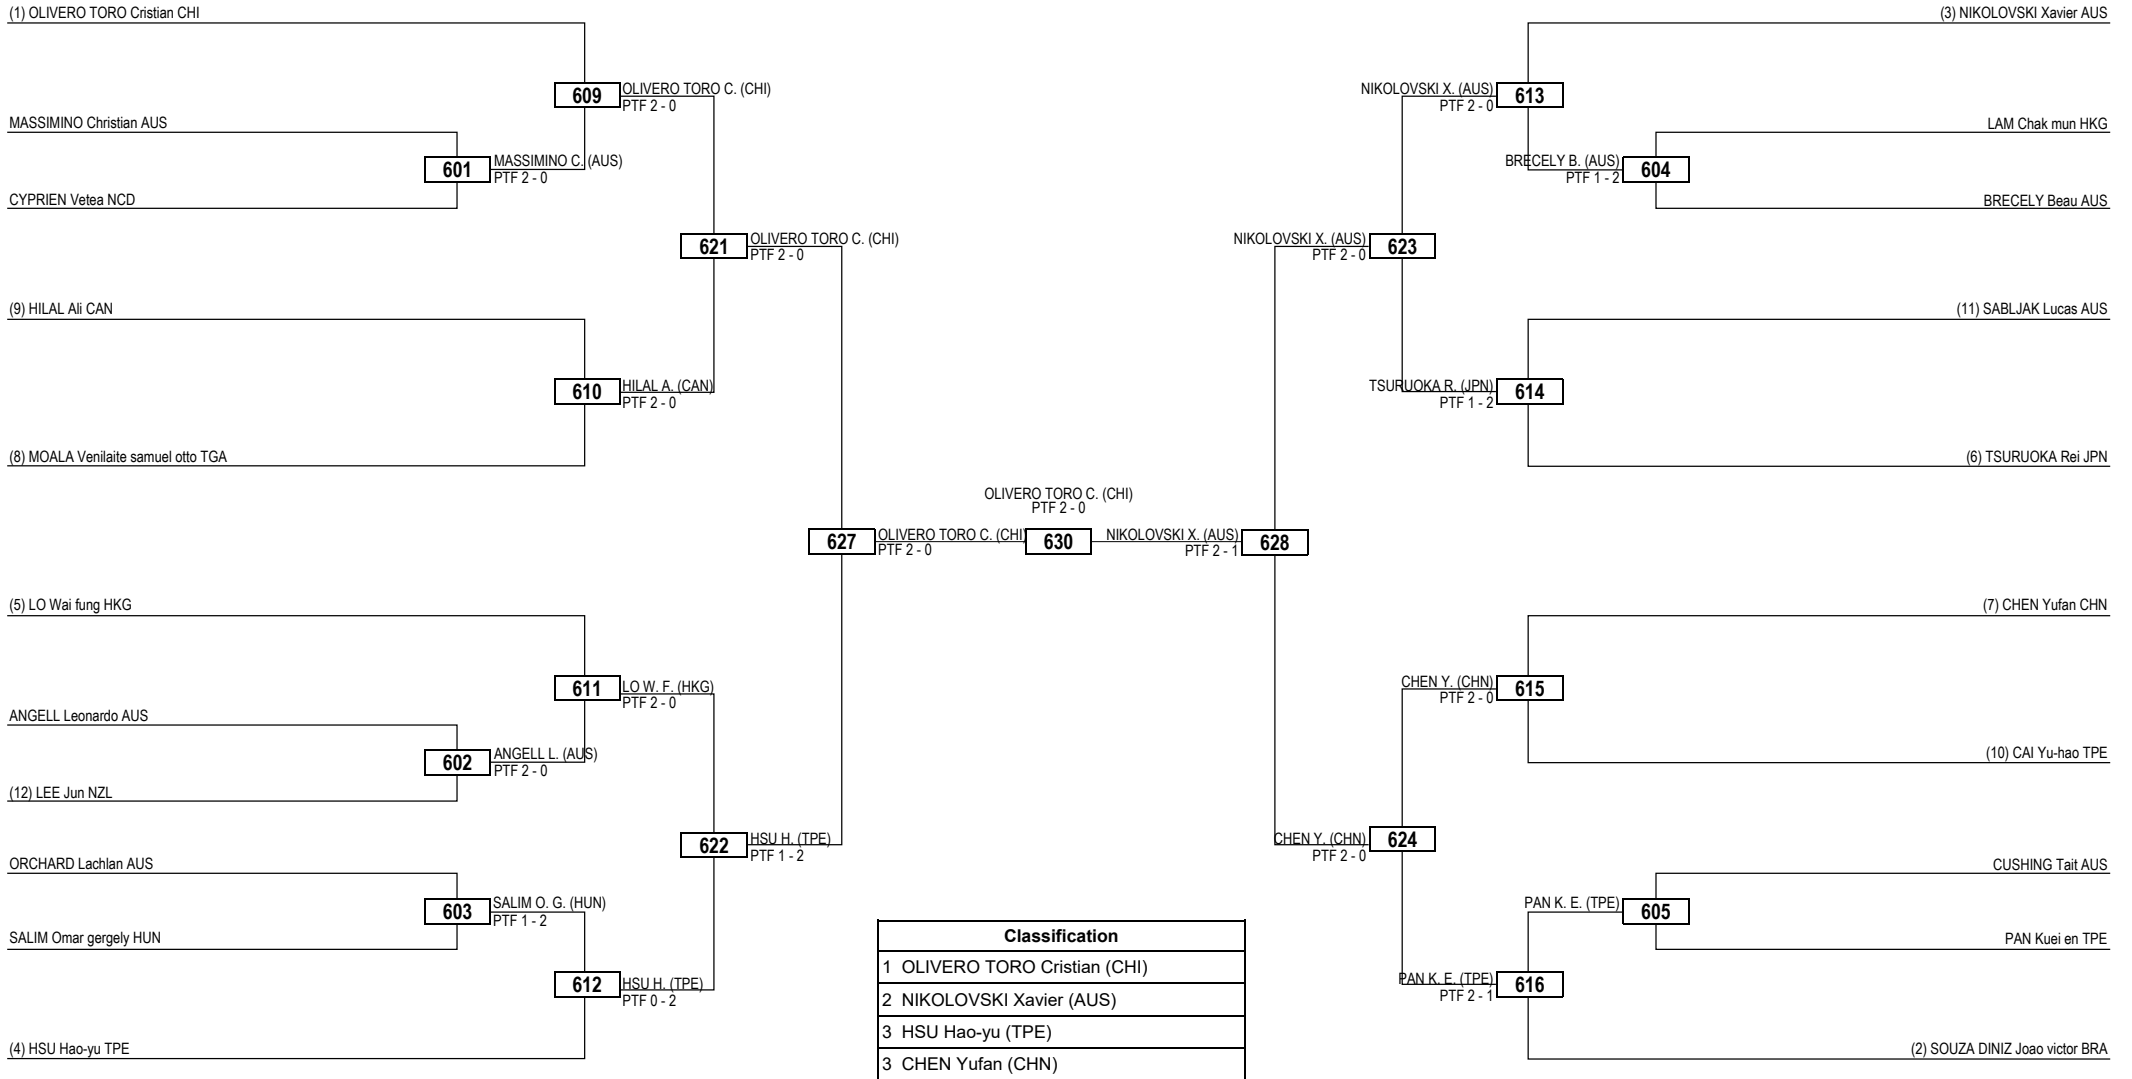 (1) OLIVERO TORO Cristian CHI
609
OLIVERO TORO C. (CHI)
PTF 2 - 0
MASSIMINO Christian AUS
601
MASSIMINO C. (AUS)
PTF 2 - 0
CYPRIEN Vetea NCD
621
OLIVERO TORO C. (CHI)
PTF 2 - 0
(9) HILAL Ali CAN
610
HILAL A. (CAN)
PTF 2 - 0
(8) MOALA Venilaite samuel otto TGA
627
OLIVERO TORO C. (CHI)
PTF 2 - 0
(5) LO Wai fung HKG
611
LO W. F. (HKG)
PTF 2 - 0
ANGELL Leonardo AUS
602
ANGELL L. (AUS)
PTF 2 - 0
(12) LEE Jun NZL
622
HSU H. (TPE)
PTF 1 - 2
ORCHARD Lachlan AUS
603
SALIM O. G. (HUN)
PTF 1 - 2
SALIM Omar gergely HUN
612
HSU H. (TPE)
PTF 0 - 2
(4) HSU Hao-yu TPE
OLIVERO TORO C. (CHI)
PTF 2 - 0
630
(3) NIKOLOVSKI Xavier AUS
NIKOLOVSKI X. (AUS)
PTF 2 - 0
613
LAM Chak mun HKG
BRECELY B. (AUS)
PTF 1 - 2
604
BRECELY Beau AUS
NIKOLOVSKI X. (AUS)
PTF 2 - 0
623
(11) SABLJAK Lucas AUS
TSURUOKA R. (JPN)
PTF 1 - 2
614
(6) TSURUOKA Rei JPN
NIKOLOVSKI X. (AUS)
PTF 2 - 1
628
(7) CHEN Yufan CHN
CHEN Y. (CHN)
PTF 2 - 0
615
(10) CAI Yu-hao TPE
CHEN Y. (CHN)
PTF 2 - 0
624
CUSHING Tait AUS
PAN K. E. (TPE)
605
PAN Kuei en TPE
PAN K. E. (TPE)
PTF 2 - 1
616
(2) SOUZA DINIZ Joao victor BRA
Classification
1 OLIVERO TORO Cristian (CHI)
2 NIKOLOVSKI Xavier (AUS)
3 HSU Hao-yu (TPE)
3 CHEN Yufan (CHN)